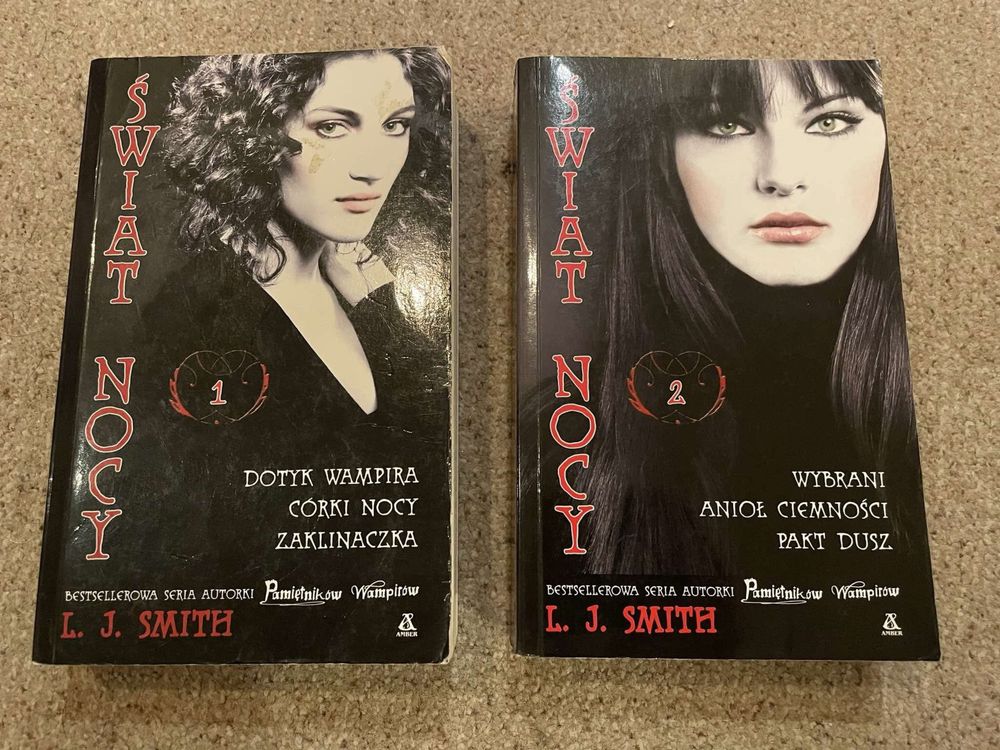 ŚWIAT NOCY
1
DOTYK WAMPIRA
CÓRKI NOCY
ZAKLINACZKA
BESTSELLEROWA SERIA AUTORKI Pamiętników Wampirów
L. J. SMITH
AMBER
ŚWIAT NOCY
2
WYBRANI
ANIOŁ CIEMNOŚCI
PAKT DUSZ
BESTSELLEROWA SERIA AUTORKI Pamiętników Wampirów
L. J. SMITH
AMBER